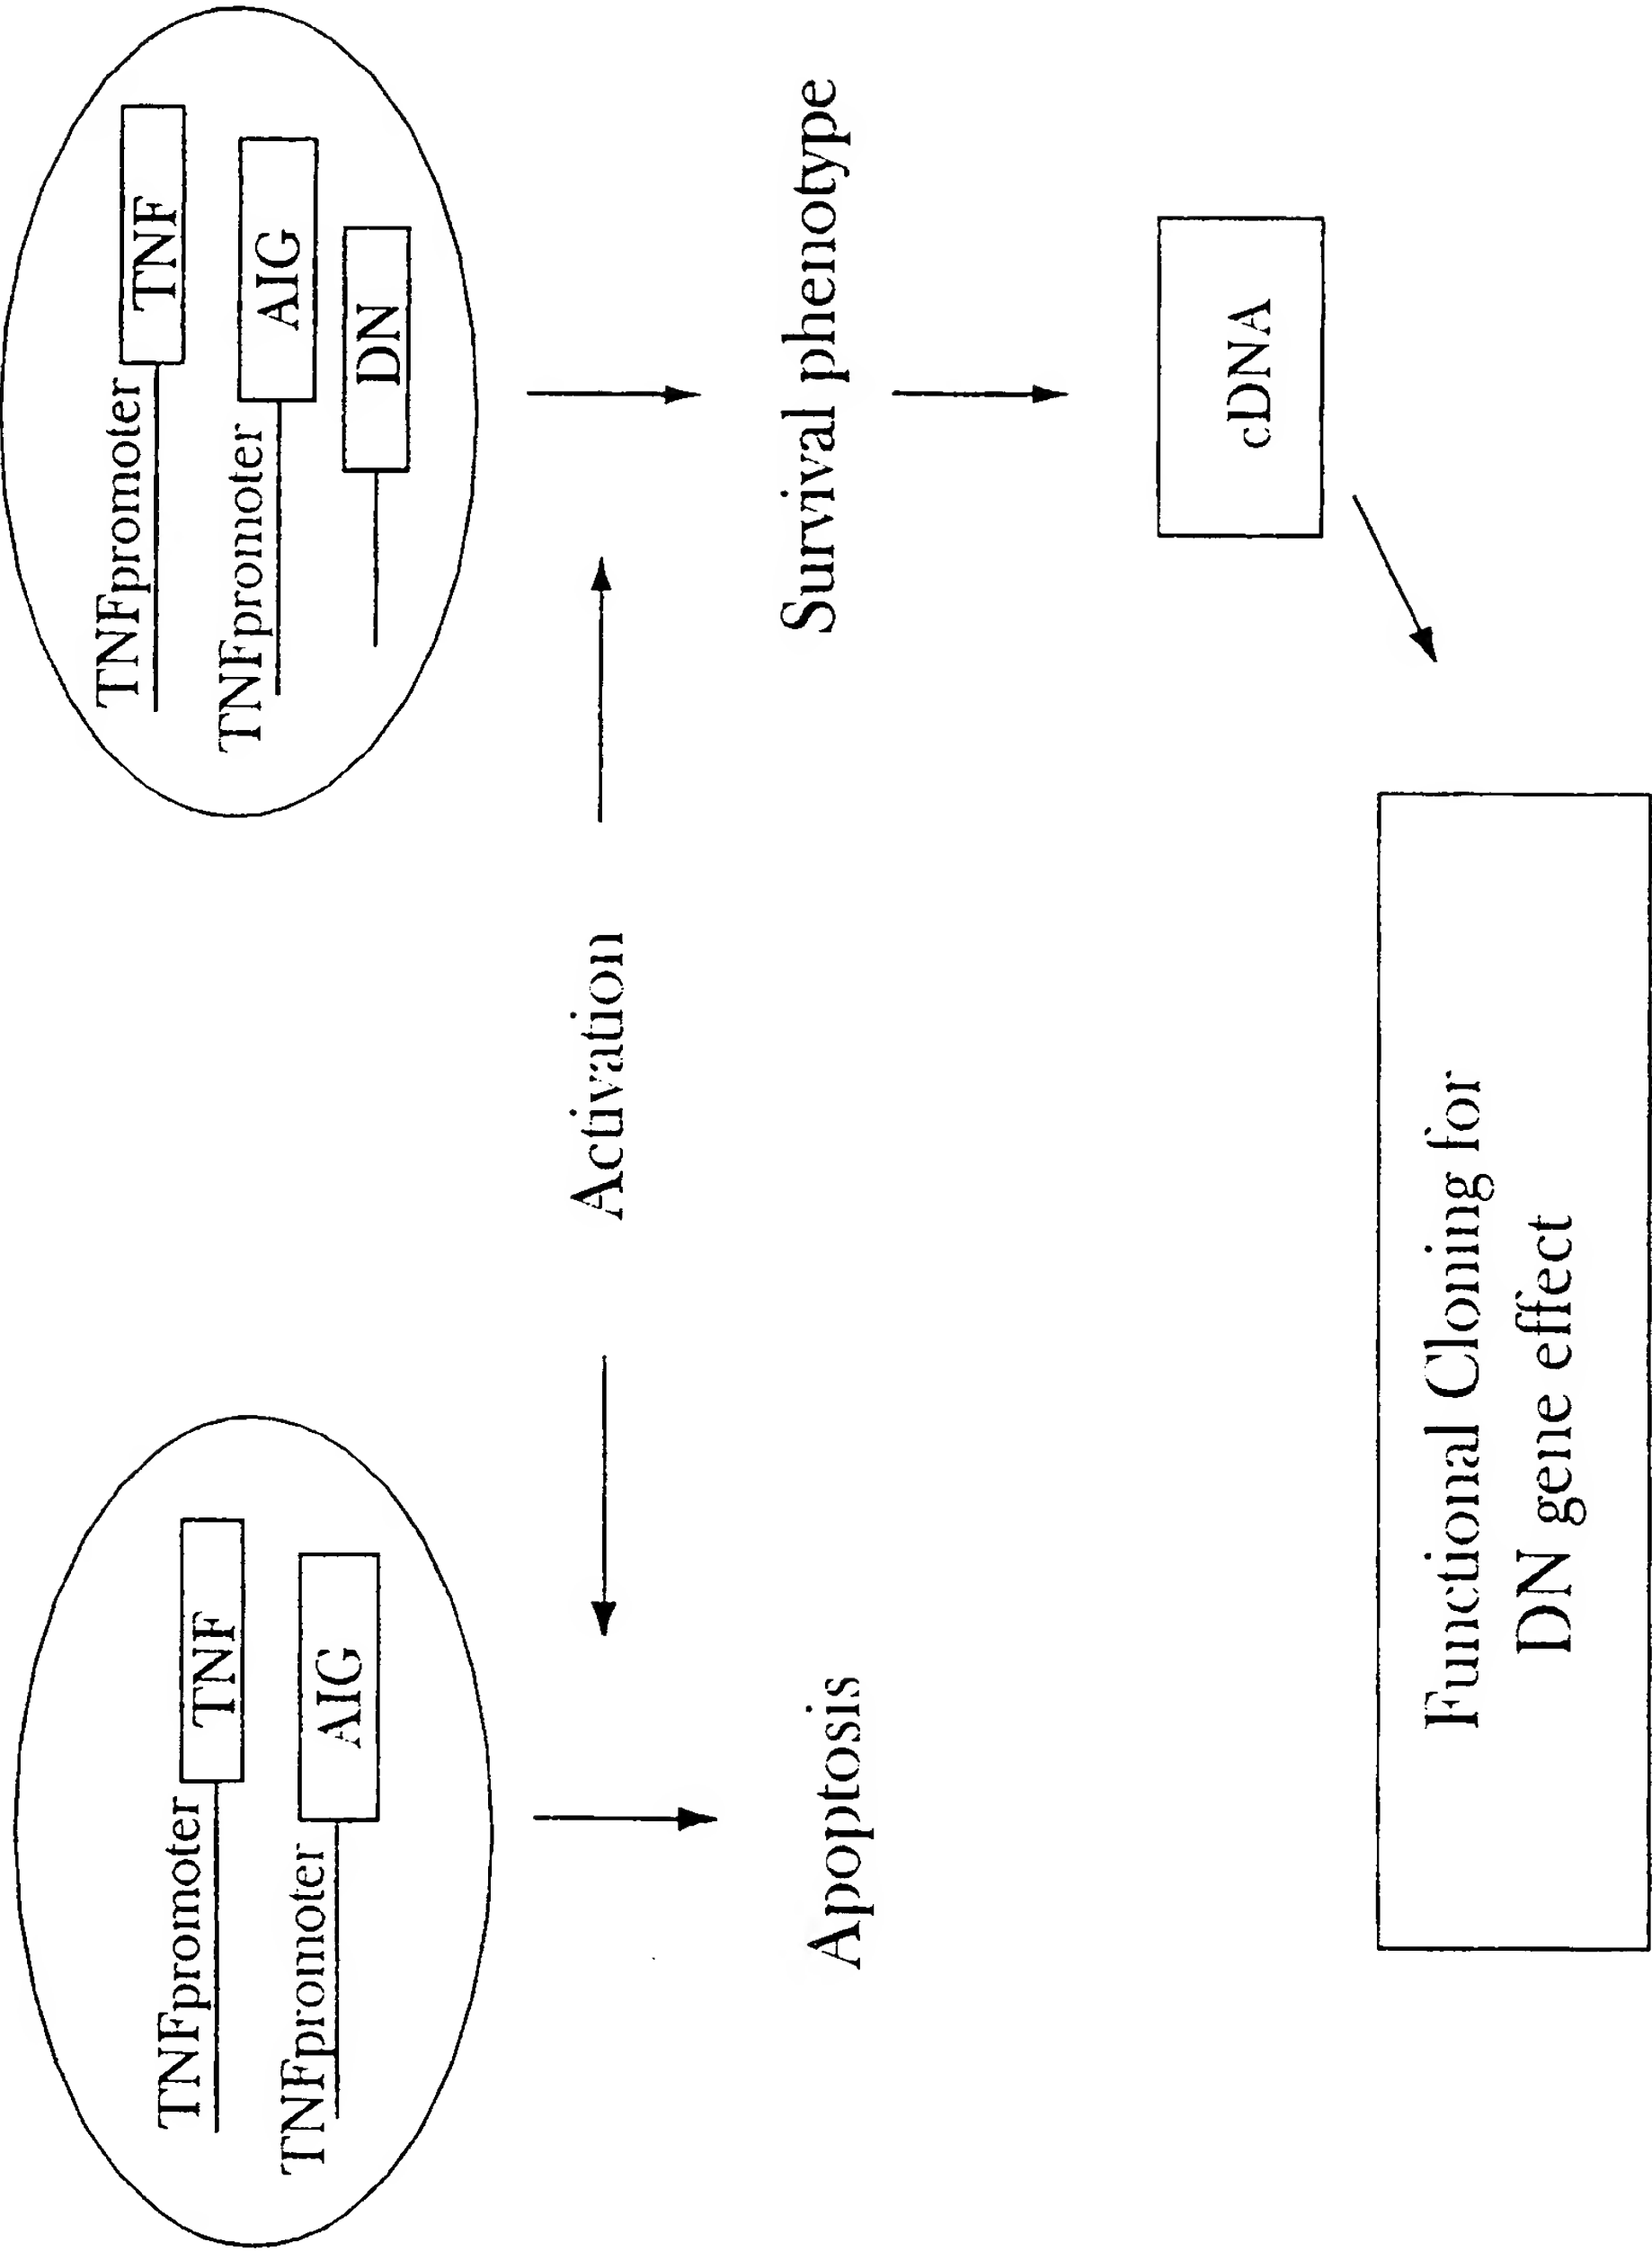 TNFpromoter
TNF
TNFpromoter
AIG
Apoptosis
Activation
TNFpromoter
TNF
TNFpromoter
AIG
DN
Survival phenotype
cDNA
Functional Cloning for
DN gene effect